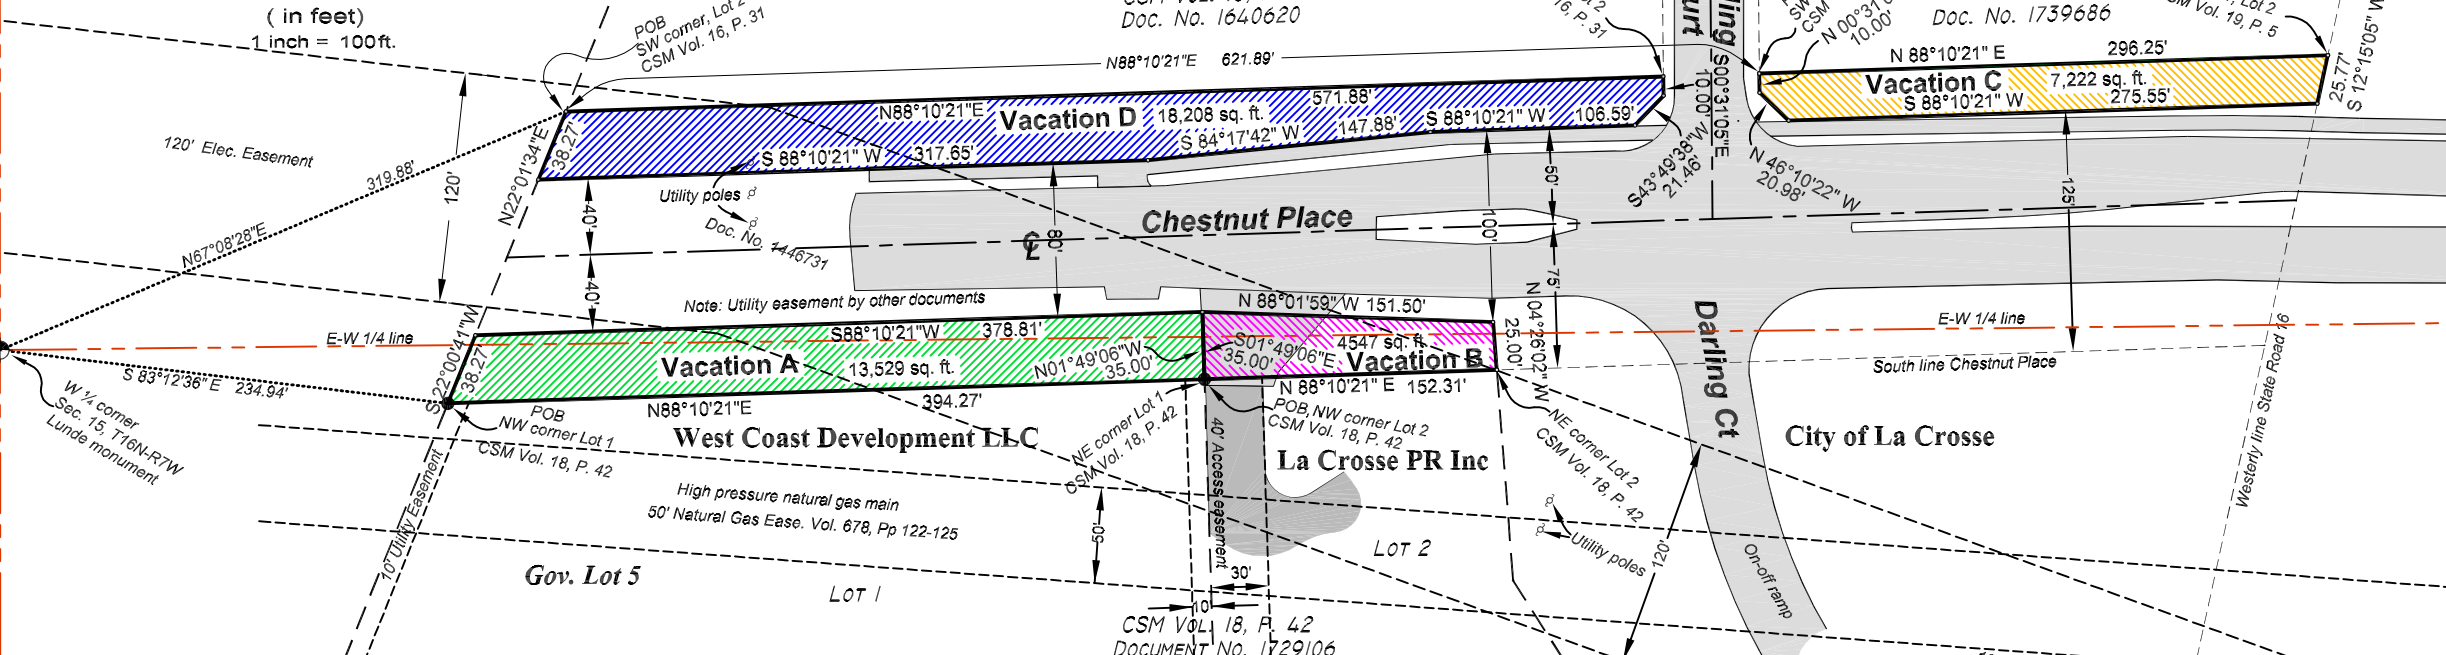 ( in feet)
1 inch = 100ft.
POB
SW corner, Lot 2
CSM Vol. 16, P. 31
Doc. No. 1640620
16, P. 31
Doc. No. 1739686
Lot 2
Vol. 19, P. 5
N88°10'21"E 621.89'
N 88°10'21" E 296.25'
Vacation C 7,222 sq. ft.
S 88°10'21" W 275.55'
25.77'
S 12°15'05" W
10.00'
10.00'
S00°31'05"E
N88°10'21"E
571.88'
Vacation D 18,208 sq. ft.
S 88°10'21" W 106.59'
S 84°17'42" W 147.88'
S 88°10'21" W 317.65'
S43°49'38"W
21.46'
N 46°10'22" W
20.98'
120' Elec. Easement
120'
319.88'
N67°08'28"E
N22°01'34"E
38.27'
Utility poles
Doc. No. 1446731
Chestnut Place
40'
40'
80'
100'
50'
75'
125'
Note: Utility easement by other documents
E-W 1/4 line
E-W 1/4 line
S88°10'21"W 378.81'
Vacation A 13,529 sq. ft.
N01°49'06"W
35.00'
S01°49'06"E
35.00'
N 88°01'59" W 151.50'
4547 sq. ft.
Vacation B
N 88°10'21" E 152.31'
25.00'
N 04°26'02" W
N88°10'21"E 394.27'
S22°00'41"W
38.27'
S 83°12'36" E 234.94'
W ¼ corner
Sec. 15, T16N-R7W
Lunde monument
POB
NW corner Lot 1
CSM Vol. 18, P. 42
West Coast Development LLC
NE corner Lot 1
CSM Vol. 18, P. 42
POB, NW corner Lot 2
CSM Vol. 18, P. 42
La Crosse PR Inc
NE corner Lot 2
CSM Vol. 18, P. 42
Darling Ct
City of La Crosse
South line Chestnut Place
Westerly line State Road 16
10' Utility Easement
High pressure natural gas main
50' Natural Gas Ease. Vol. 678, Pp 122-125
50'
40' Access easement
Utility poles
120'
On-off ramp
Gov. Lot 5
LOT 1
LOT 2
30'
10'
CSM VOL. 18, P. 42
DOCUMENT NO. 1729106